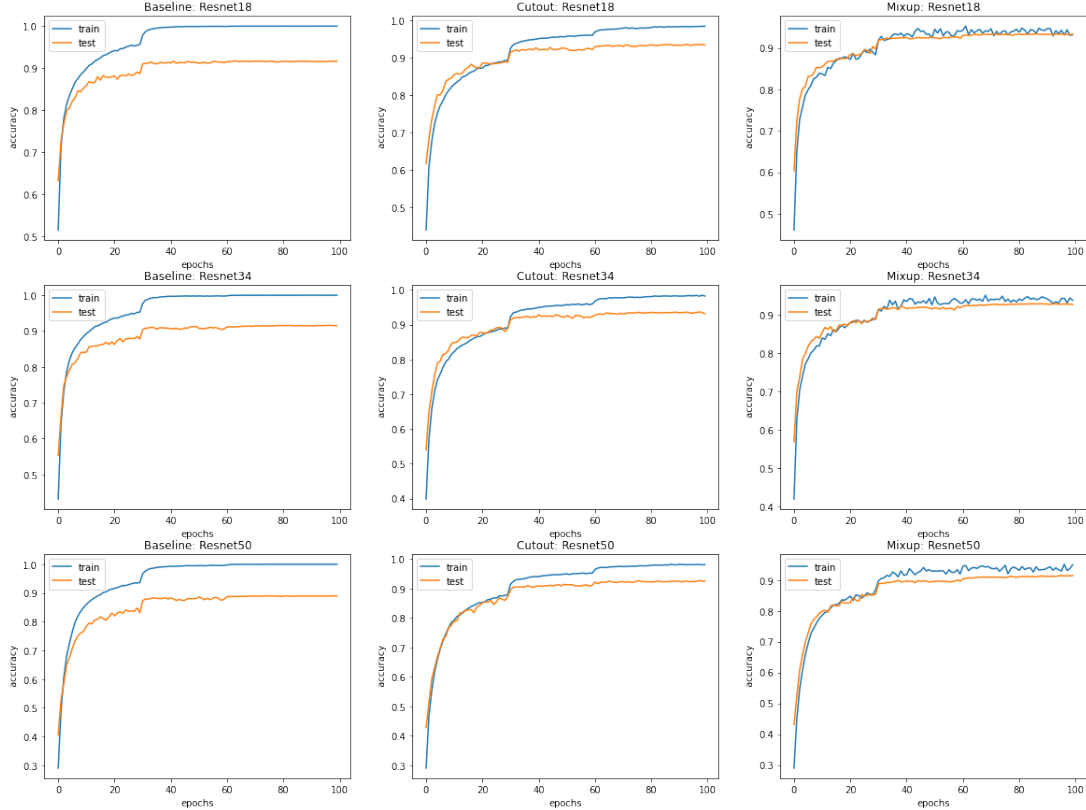 Baseline: Resnet18
accuracy
1.0
0.9
0.8
0.7
0.6
0.5
train
test
0 20 40 60 80 100
epochs
Cutout: Resnet18
accuracy
1.0
0.9
0.8
0.7
0.6
0.5
train
test
0 20 40 60 80 100
epochs
Mixup: Resnet18
accuracy
0.9
0.8
0.7
0.6
0.5
train
test
0 20 40 60 80 100
epochs
Baseline: Resnet34
accuracy
1.0
0.9
0.8
0.7
0.6
0.5
train
test
0 20 40 60 80 100
epochs
Cutout: Resnet34
accuracy
1.0
0.9
0.8
0.7
0.6
0.5
0.4
train
test
0 20 40 60 80 100
epochs
Mixup: Resnet34
accuracy
0.9
0.8
0.7
0.6
0.5
0.4
train
test
0 20 40 60 80 100
epochs
Baseline: Resnet50
accuracy
1.0
0.9
0.8
0.7
0.6
0.5
0.4
0.3
train
test
0 20 40 60 80 100
epochs
Cutout: Resnet50
accuracy
1.0
0.9
0.8
0.7
0.6
0.5
0.4
0.3
train
test
0 20 40 60 80 100
epochs
Mixup: Resnet50
accuracy
0.9
0.8
0.7
0.6
0.5
0.4
0.3
train
test
0 20 40 60 80 100
epochs